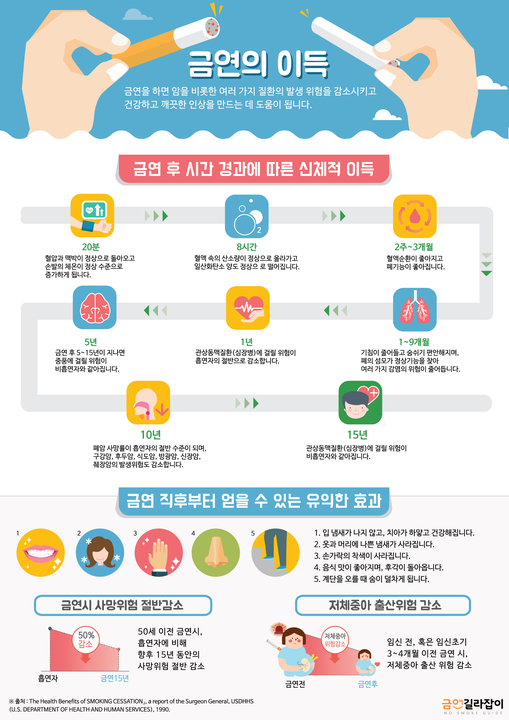 금연의 이득
금연을 하면 암을 비롯한 여러 가지 질환의 발생 위험을 감소시키고
건강하고 깨끗한 인상을 만드는 데 도움이 됩니다.
금연 후 시간 경과에 따른 신체적 이득
20분
혈압과 맥박이 정상으로 돌아오고
손발의 체온이 정상 수준으로
증가하게 됩니다.
2
8시간
혈액 속의 산소량이 정상으로 올라가고
일산화탄소 양도 정상으 로 떨어집니다.
2주~3개월
혈액순환이 좋아지고
폐기능이 좋아집니다.
5년
금연 후 5~15년이 지나면
중풍에 걸릴 위험이
비흡연자와 같아집니다.
1년
관상동맥질환(심장병)에 걸릴 위험이
흡연자의 절반으로 감소합니다.
1~9개월
기침이 줄어들고 숨쉬기 편안해지며,
폐의 섬모가 정상기능을 찾아
여러 가지 감염의 위험이 줄어듭니다.
10년
폐암 사망률이 흡연자의 절반 수준이 되며,
구강암, 후두암, 식도암, 방광암, 신장암,
췌장암의 발생위험도 감소합니다.
15년
관상동맥질환(심장병)에 걸릴 위험이
비흡연자와 같아집니다.
금연 직후부터 얻을 수 있는 유익한 효과
1 2 3 4 5
1. 입 냄새가 나지 않고, 치아가 하얗고 건강해집니다.
2. 옷과 머리에 나쁜 냄새가 사라집니다.
3. 손가락의 착색이 사라집니다.
4. 음식 맛이 좋아지며, 후각이 돌아옵니다.
5. 계단을 오를 때 숨이 덜차게 됩니다.
금연시 사망위험 절반감소
50%
감소
흡연자
금연15년
50세 이전 금연시,
흡연자에 비해
향후 15년 동안의
사망위험 절반 감소
저체중아 출산위험 감소
저체중아
위험감소
금연전
금연후
임신 전, 혹은 임신초기
3~4개월 이전 금연 시,
저체중아 출산 위험 감소
※ 출처 : The Health Benefits of SMOKING CESSATION,, a report of the Surgeon General, USDHHS
(U.S. DEPARTMENT OF HEALTH AND HUMAN SERVICES), 1990.
금연길라잡이
NO SMOKE GUIDE